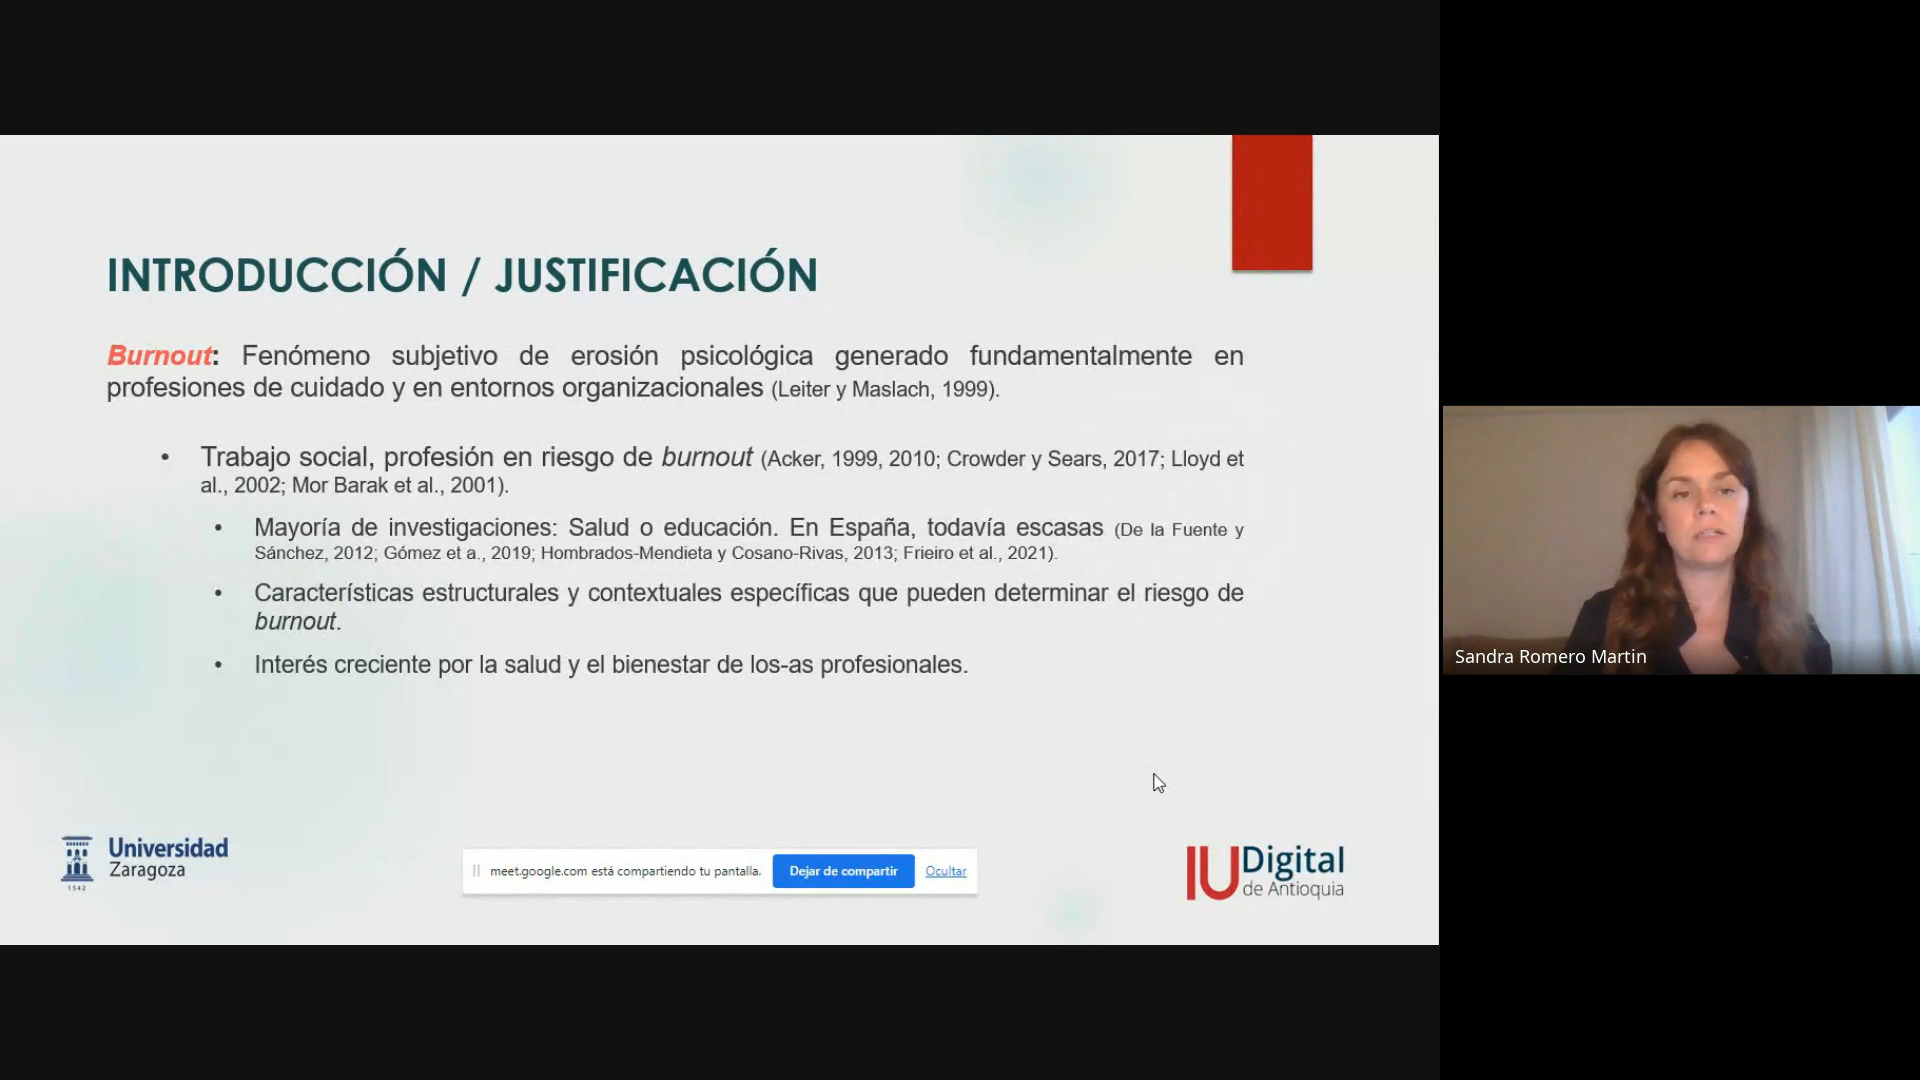 INTRODUCCIÓN / JUSTIFICACIÓN
Burnout: Fenómeno subjetivo de erosión psicológica generado fundamentalmente en
profesiones de cuidado y en entornos organizacionales (Leiter y Maslach, 1999).
• Trabajo social, profesión en riesgo de burnout (Acker, 1999, 2010; Crowder y Sears, 2017; Lloyd et
al., 2002; Mor Barak et al., 2001).
• Mayoría de investigaciones: Salud o educación. En España, todavía escasas (De la Fuente y
Sánchez, 2012; Gómez et a., 2019; Hombrados-Mendieta y Cosano-Rivas, 2013; Frieiro et al., 2021).
• Características estructurales y contextuales específicas que pueden determinar el riesgo de
burnout.
• Interés creciente por la salud y el bienestar de los-as profesionales.
Sandra Romero Martin
Universidad
Zaragoza
1542
meet.google.com está compartiendo tu pantalla. Dejar de compartir Ocultar
IU Digital
de Antioquia